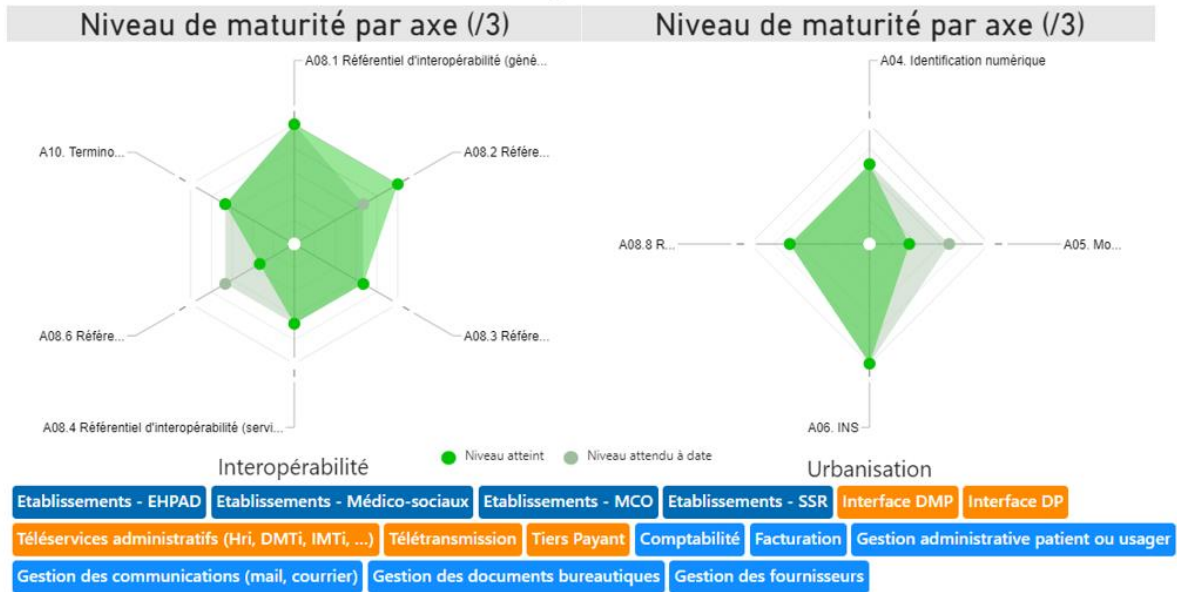 Niveau de maturité par axe (/3)
Niveau de maturité par axe (/3)
A08.1 Référentiel d'interopérabilité (géné...
A10. Termino...
A08.2 Référe...
A08.6 Référe...
A08.3 Référe...
A08.4 Référentiel d'interopérabilité (servi...
A04. Identification numérique
A08.8 R...
A05. Mo...
A06. INS
Niveau atteint
Niveau attendu à date
Interopérabilité
Urbanisation
Etablissements - EHPAD Etablissements - Médico-sociaux Etablissements - MCO Etablissements - SSR Interface DMP Interface DP
Téléservices administratifs (Hri, DMTi, IMTi, ...) Télétransmission Tiers Payant Comptabilité Facturation Gestion administrative patient ou usager
Gestion des communications (mail, courrier) Gestion des documents bureautiques Gestion des fournisseurs